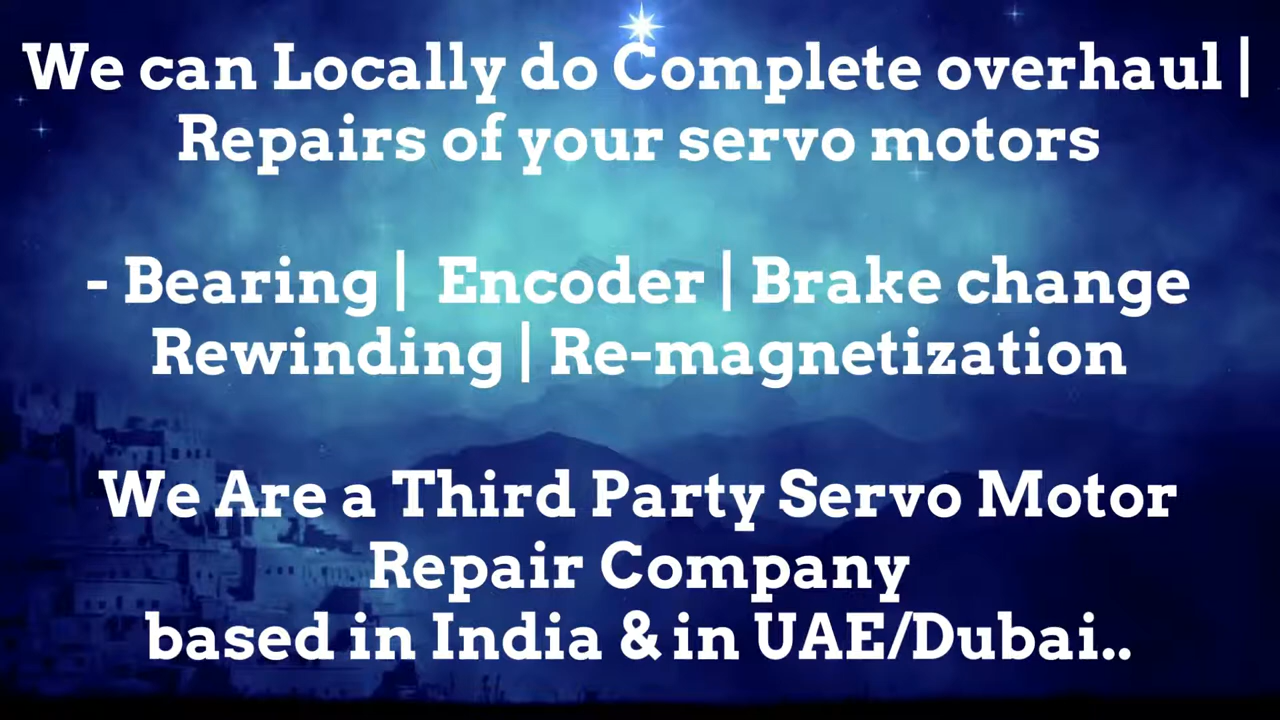 We can Locally do Complete overhaul |
Repairs of your servo motors
- Bearing | Encoder | Brake change
Rewinding | Re-magnetization
We Are a Third Party Servo Motor
Repair Company
based in India & in UAE/Dubai..